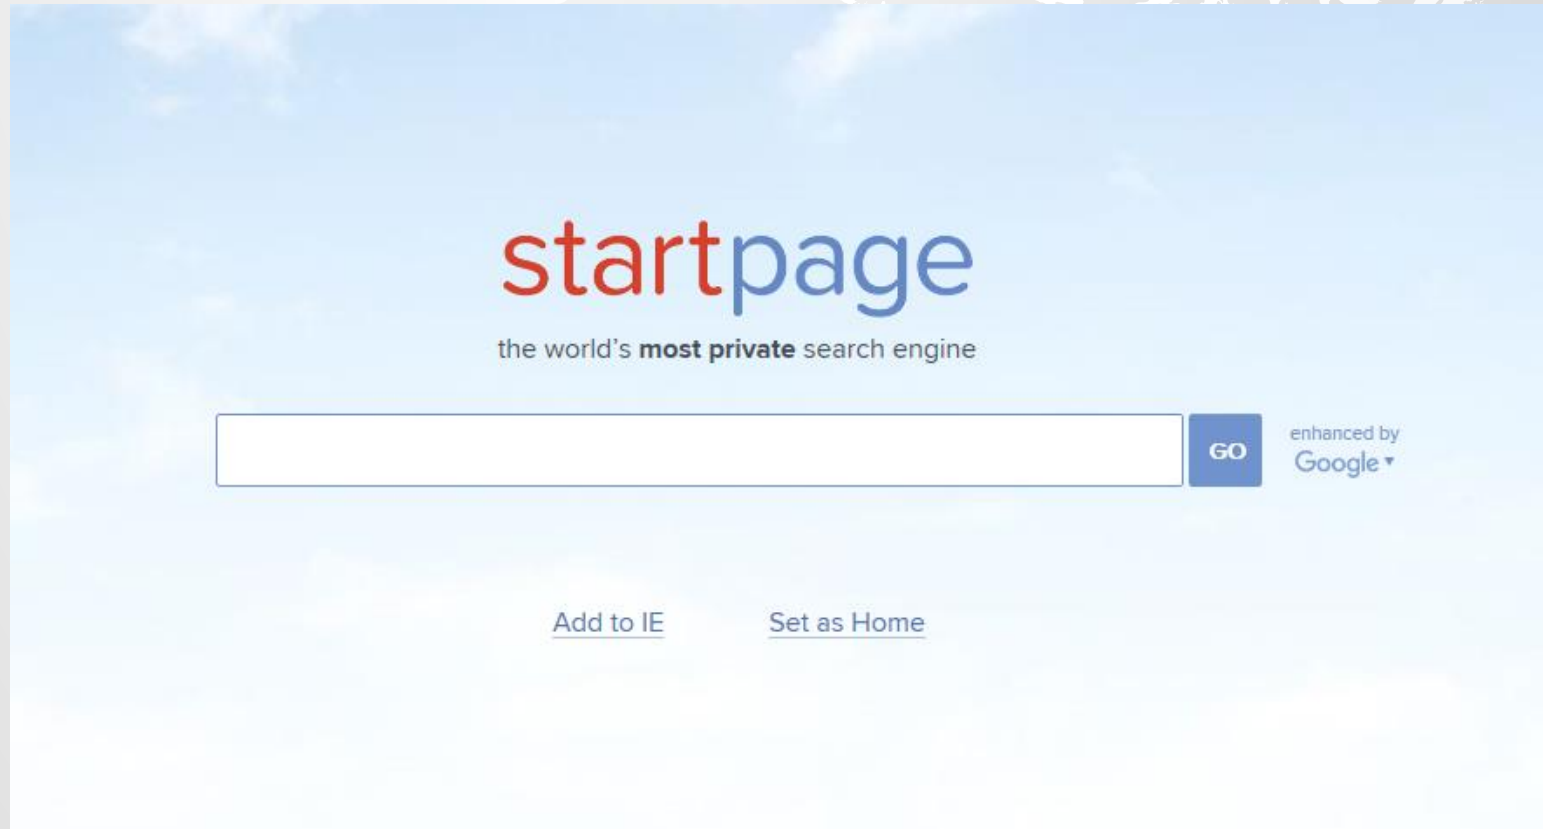 startpage
the world's most private search engine
GO
enhanced by
Google ▾
Add to IE
Set as Home